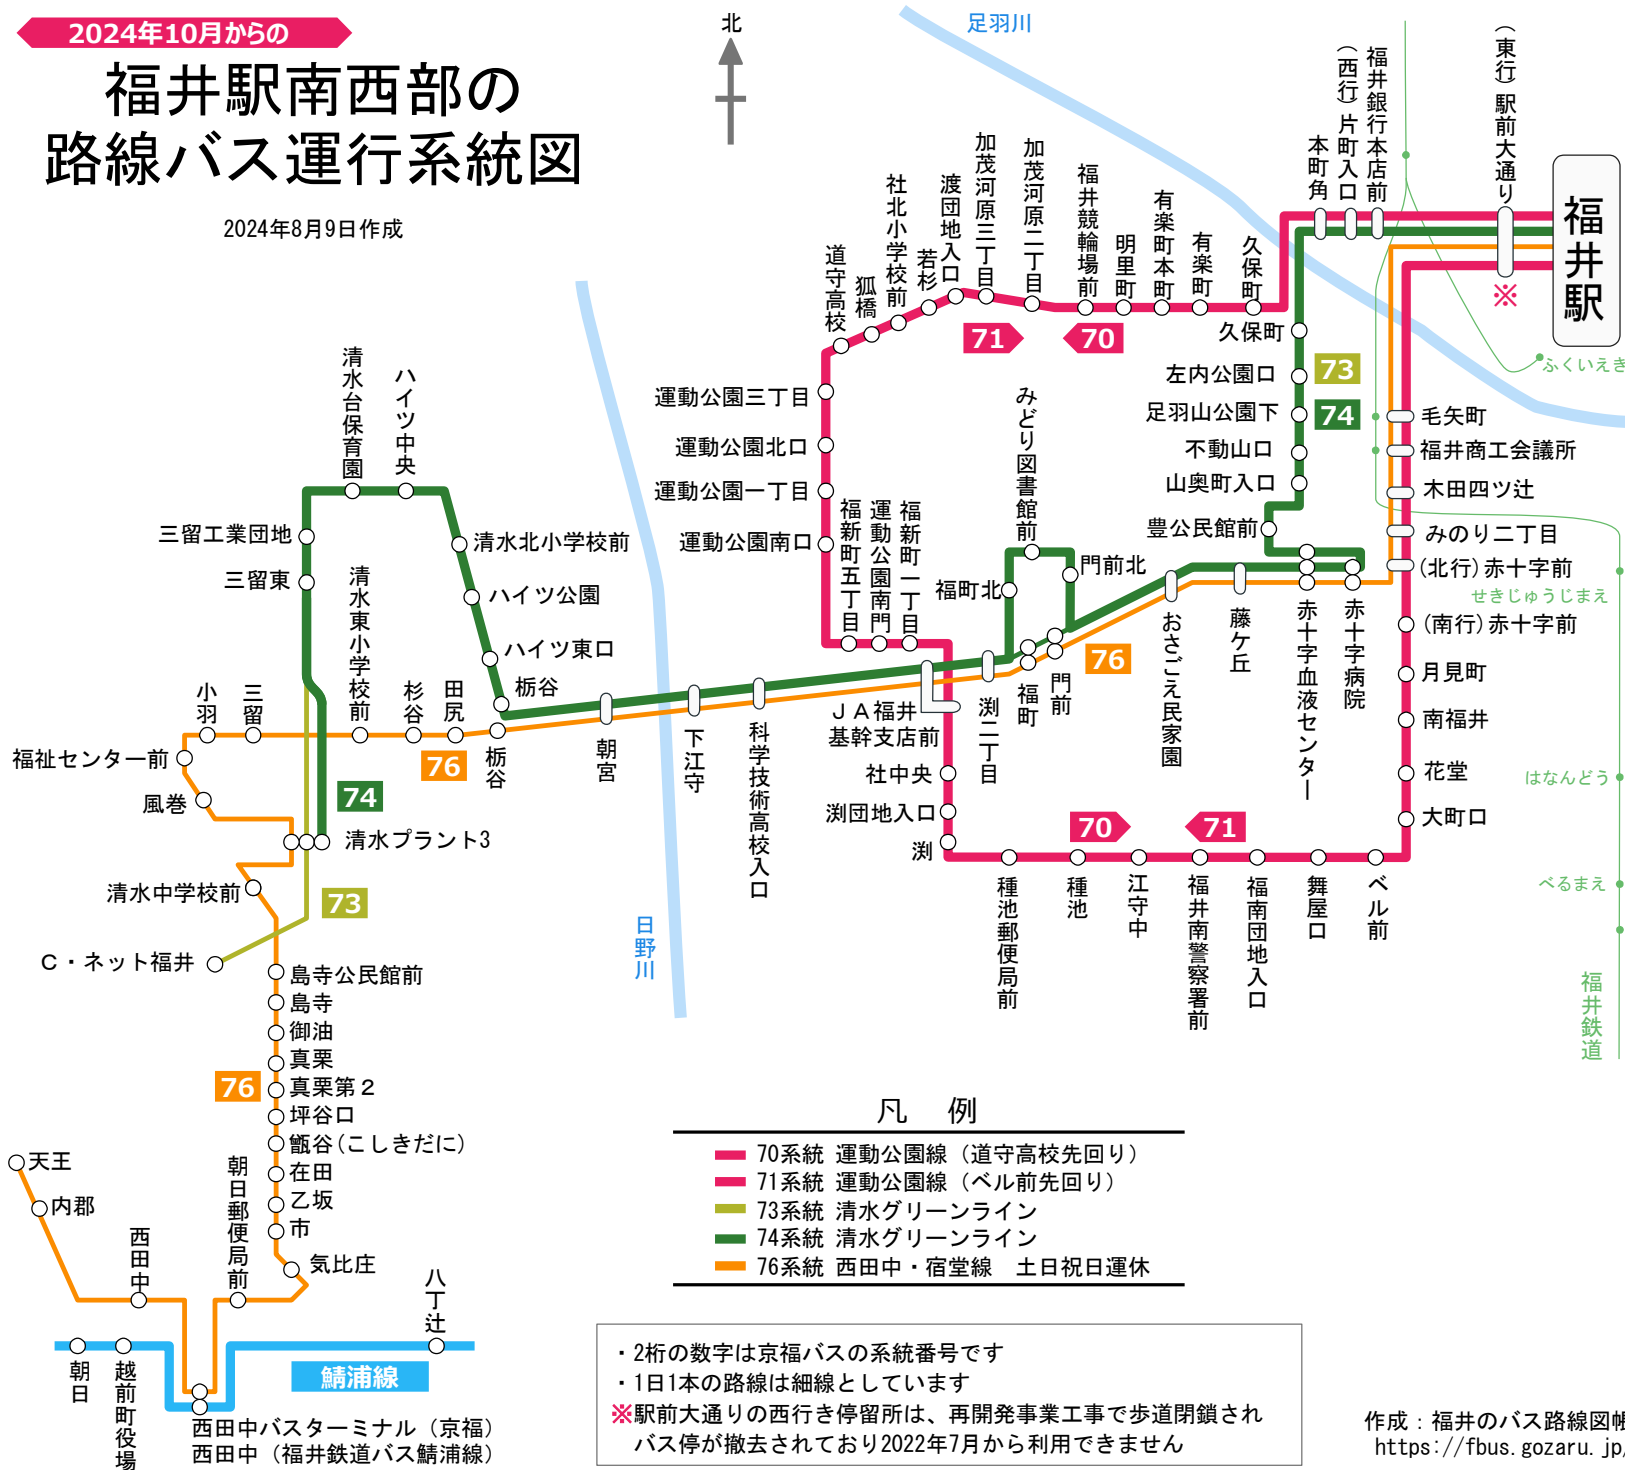 2024年10月からの
福井駅南西部の
路線バス運行系統図
2024年8月9日作成
北
足羽川
(東行)駅前大通り
福井銀行本店前
(西行)片町入口
本町角
福井駅
※
ふくいえき
久保町
有楽町
有楽町本町
明里町
福井競輪場前
加茂河原二丁目
加茂河原三丁目
渡団地入口
若杉
社北小学校前
狐橋
道守高校
71
70
運動公園三丁目
運動公園北口
運動公園一丁目
運動公園南口
福新町五丁目
運動公園南門
福新町一丁目
久保町
左内公園口
足羽山公園下
不動山口
山奥町入口
豊公民館前
73
74
毛矢町
福井商工会議所
木田四ツ辻
みのり二丁目
(北行)赤十字前
せきじゅうじまえ
(南行)赤十字前
月見町
南福井
花堂
大町口
はなんどう
べるまえ
福井鉄道
みどり図書館前
門前北
福町北
76
おさごえ民家園
藤ケ丘
赤十字血液センター
赤十字病院
門前
福町
渕二丁目
JA福井
基幹支店前
社中央
渕団地入口
渕
70
71
種池郵便局前
種池
江守中
福井南警察署前
福南団地入口
舞屋口
ベル前
科学技術高校入口
下江守
朝宮
栃谷
栃谷
日野川
清水台保育園
ハイツ中央
三留工業団地
三留東
清水北小学校前
ハイツ公園
ハイツ東口
清水東小学校前
小羽
三留
杉谷
田尻
76
福祉センター前
風巻
74
清水プラント3
清水中学校前
73
C・ネット福井
島寺公民館前
島寺
御油
真栗
76
真栗第2
坪谷口
甑谷(こしきだに)
在田
乙坂
市
気比庄
朝日郵便局前
天王
内郡
西田中
八丁辻
鯖浦線
朝日
越前町役場
西田中バスターミナル(京福)
西田中(福井鉄道バス鯖浦線)
凡 例
70系統 運動公園線(道守高校先回り)
71系統 運動公園線(ベル前先回り)
73系統 清水グリーンライン
74系統 清水グリーンライン
76系統 西田中・宿堂線 土日祝日運休
・2桁の数字は京福バスの系統番号です
・1日1本の路線は細線としています
※駅前大通りの西行き停留所は、再開発事業工事で歩道閉鎖され
バス停が撤去されており2022年7月から利用できません
作成:福井のバス路線図帳
https://fbus.gozaru.jp/